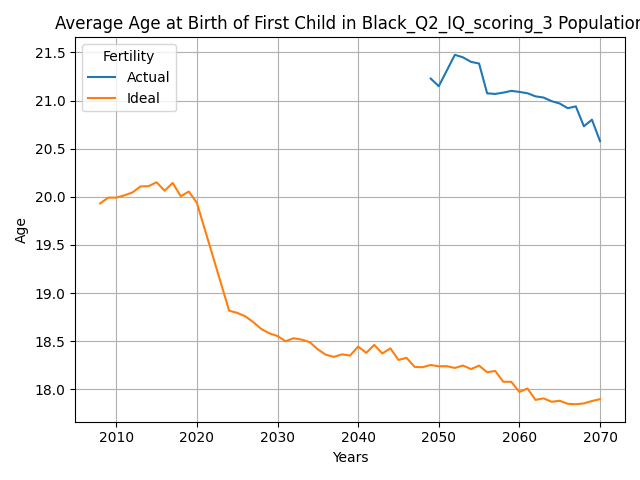 Average Age at Birth of First Child in Black_Q2_IQ_scoring_3 Population
Fertility
Actual
Ideal
21.5
21.0
20.5
20.0
19.5
19.0
18.5
18.0
Age
2010 2020 2030 2040 2050 2060 2070
Years